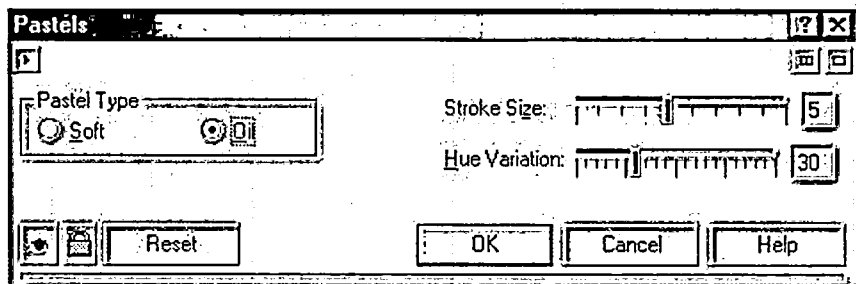 Pastels
Pastel Type
Soft Oil
Stroke Size: 5
Hue Variation: 30
Reset OK Cancel Help